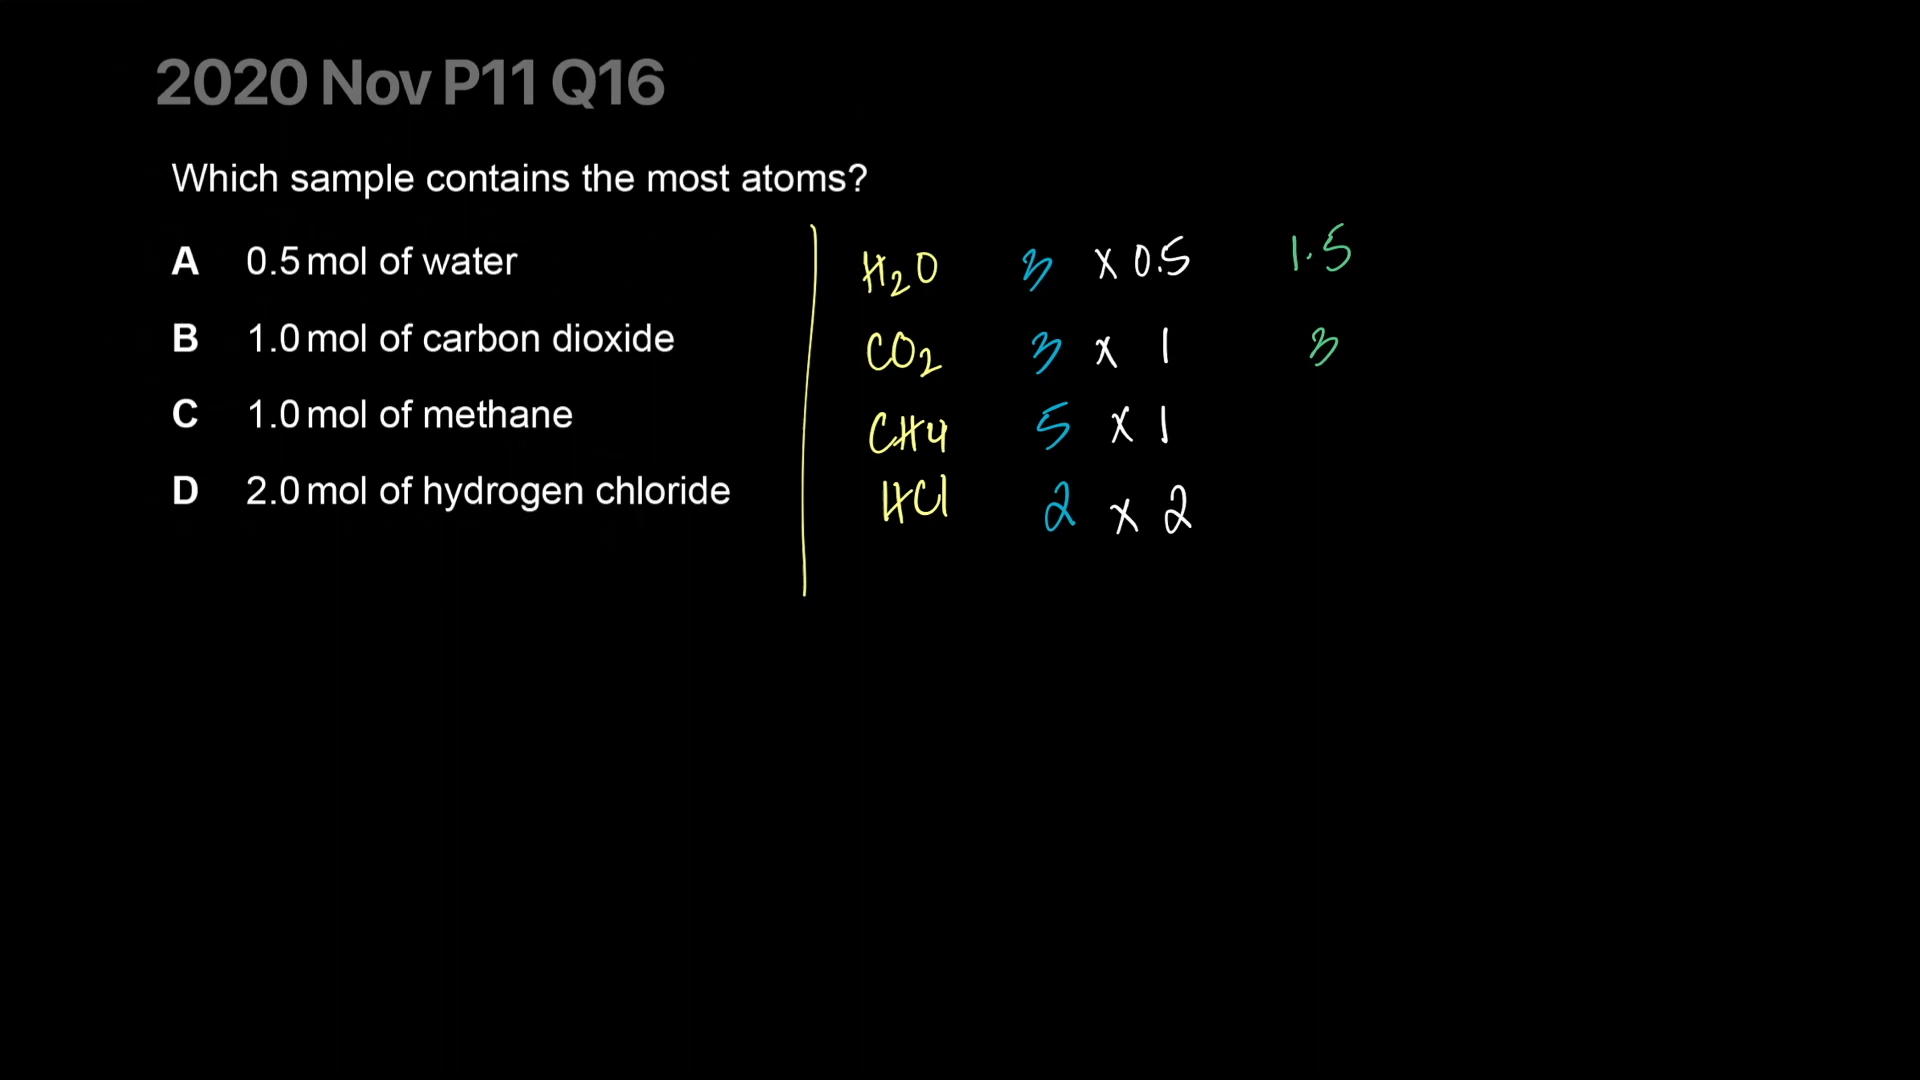 2020 Nov P11 Q16
Which sample contains the most atoms?
A 0.5 mol of water H2O 3 x 0.5 1.5
B 1.0 mol of carbon dioxide CO2 3 x 1 3
C 1.0 mol of methane CH4 5 x 1
D 2.0 mol of hydrogen chloride HCl 2 x 2